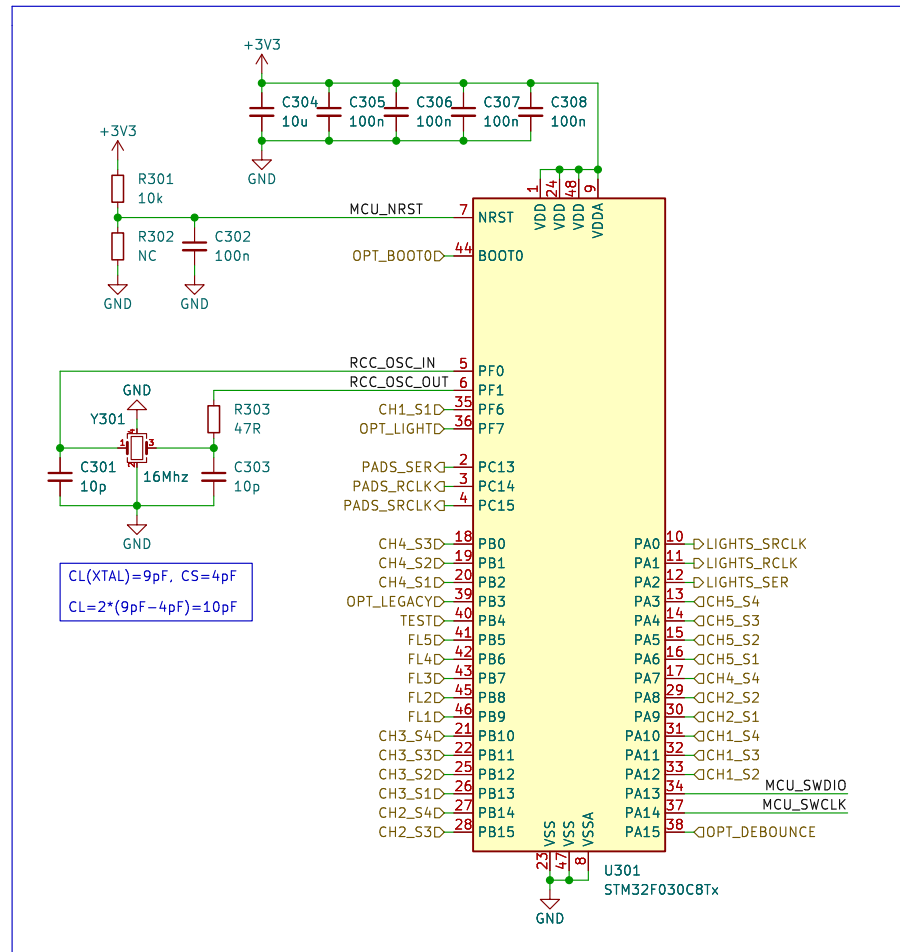 +3V3
C304 C305 C306 C307 C308
10u 100n 100n 100n 100n
GND
+3V3
R301
10k
R302
NC
C302
100n
GND GND
MCU_NRST 7 NRST
OPT_BOOT0 44 BOOT0
1 24 48 9
VDD VDD VDD VDDA
RCC_OSC_IN 5 PF0
RCC_OSC_OUT 6 PF1
CH1_S1 35 PF6
OPT_LIGHT 36 PF7
GND
Y301
R303
47R
1 4 3 2
16Mhz
C301
10p
C303
10p
GND
CL(XTAL)=9pF, CS=4pF
CL=2*(9pF-4pF)=10pF
PADS_SER 2 PC13
PADS_RCLK 3 PC14
PADS_SRCLK 4 PC15
CH4_S3 18 PB0
CH4_S2 19 PB1
CH4_S1 20 PB2
OPT_LEGACY 39 PB3
TEST 40 PB4
FL5 41 PB5
FL4 42 PB6
FL3 43 PB7
FL2 45 PB8
FL1 46 PB9
CH3_S4 21 PB10
CH3_S3 22 PB11
CH3_S2 25 PB12
CH3_S1 26 PB13
CH2_S4 27 PB14
CH2_S3 28 PB15
PA0 10 LIGHTS_SRCLK
PA1 11 LIGHTS_RCLK
PA2 12 LIGHTS_SER
PA3 13 CH5_S4
PA4 14 CH5_S3
PA5 15 CH5_S2
PA6 16 CH5_S1
PA7 17 CH4_S4
PA8 29 CH2_S2
PA9 30 CH2_S1
PA10 31 CH1_S4
PA11 32 CH1_S3
PA12 33 CH1_S2
PA13 34 MCU_SWDIO
PA14 37 MCU_SWCLK
PA15 38 OPT_DEBOUNCE
VSS VSS VSSA
23 47 8
U301
STM32F030C8Tx
GND